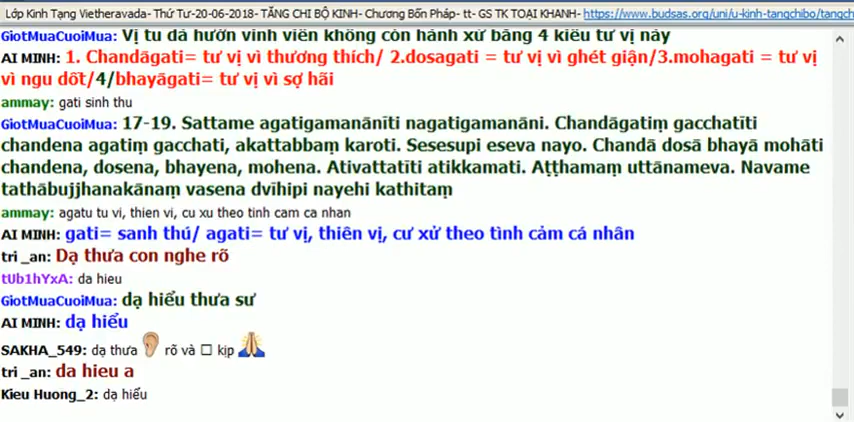 Lớp Kinh Tạng Vietheravada- Thứ Tư-20-06-2018- TĂNG CHI BỘ KINH- Chương Bốn Pháp- tt- GS TK TOẠI KHANH- https://www.budsas.org/uni/u-kinh-tangchibo/tangch
GiotMuaCuoiMua: Vị tu đã hườn vinh viên không còn hành xử bằng 4 kiểu tư vị này
AI MINH: 1. Chandāgati= tư vị vì thương thích/ 2.dosagati = tư vị vì ghét giận/3.mohagati = tư vị
vì ngu dốt/4/bhayāgati= tư vị vì sợ hãi
ammay: gati sinh thu
GiotMuaCuoiMua: 17-19. Sattame agatigamanānīti nagatigamanāni. Chandāgatiṃ gacchatīti
chandena agatiṃ gacchati, akattabbaṃ karoti. Sesesupi eseva nayo. Chandā dosā bhayā mohāti
chandena, dosena, bhayena, mohena. Ativattatīti atikkamati. Aṭṭhamaṃ uttānameva. Navame
tathābujjhanakānaṃ vasena dvīhipi nayehi kathitaṃ
ammay: agatu tu vi, thien vi, cu xu theo tinh cam ca nhan
AI MINH: gati= sanh thú/ agati= tư vị, thiên vị, cư xử theo tình cảm cá nhân
tri _an: Dạ thưa con nghe rõ
tUb1hYxA: da hieu
GiotMuaCuoiMua: dạ hiểu thưa sư
AI MINH: dạ hiểu
SAKHA_549: dạ thưa 👂 rõ và □ kịp 🙏
tri _an: da hieu a
Kieu Huong_2: dạ hiểu